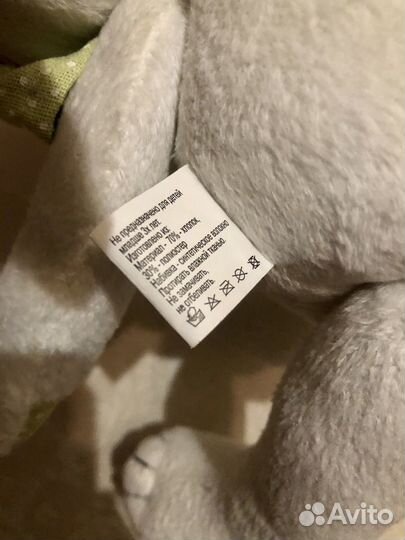 Не предназначено для детей
младше 3х лет.
Изготовлено из:
Материал - 70% - хлопок,
30% - полиэстер
Набивка - синтетическое волокно
Протирать влажной тканью.
Не замачивать,
не отбеливать.
Avito